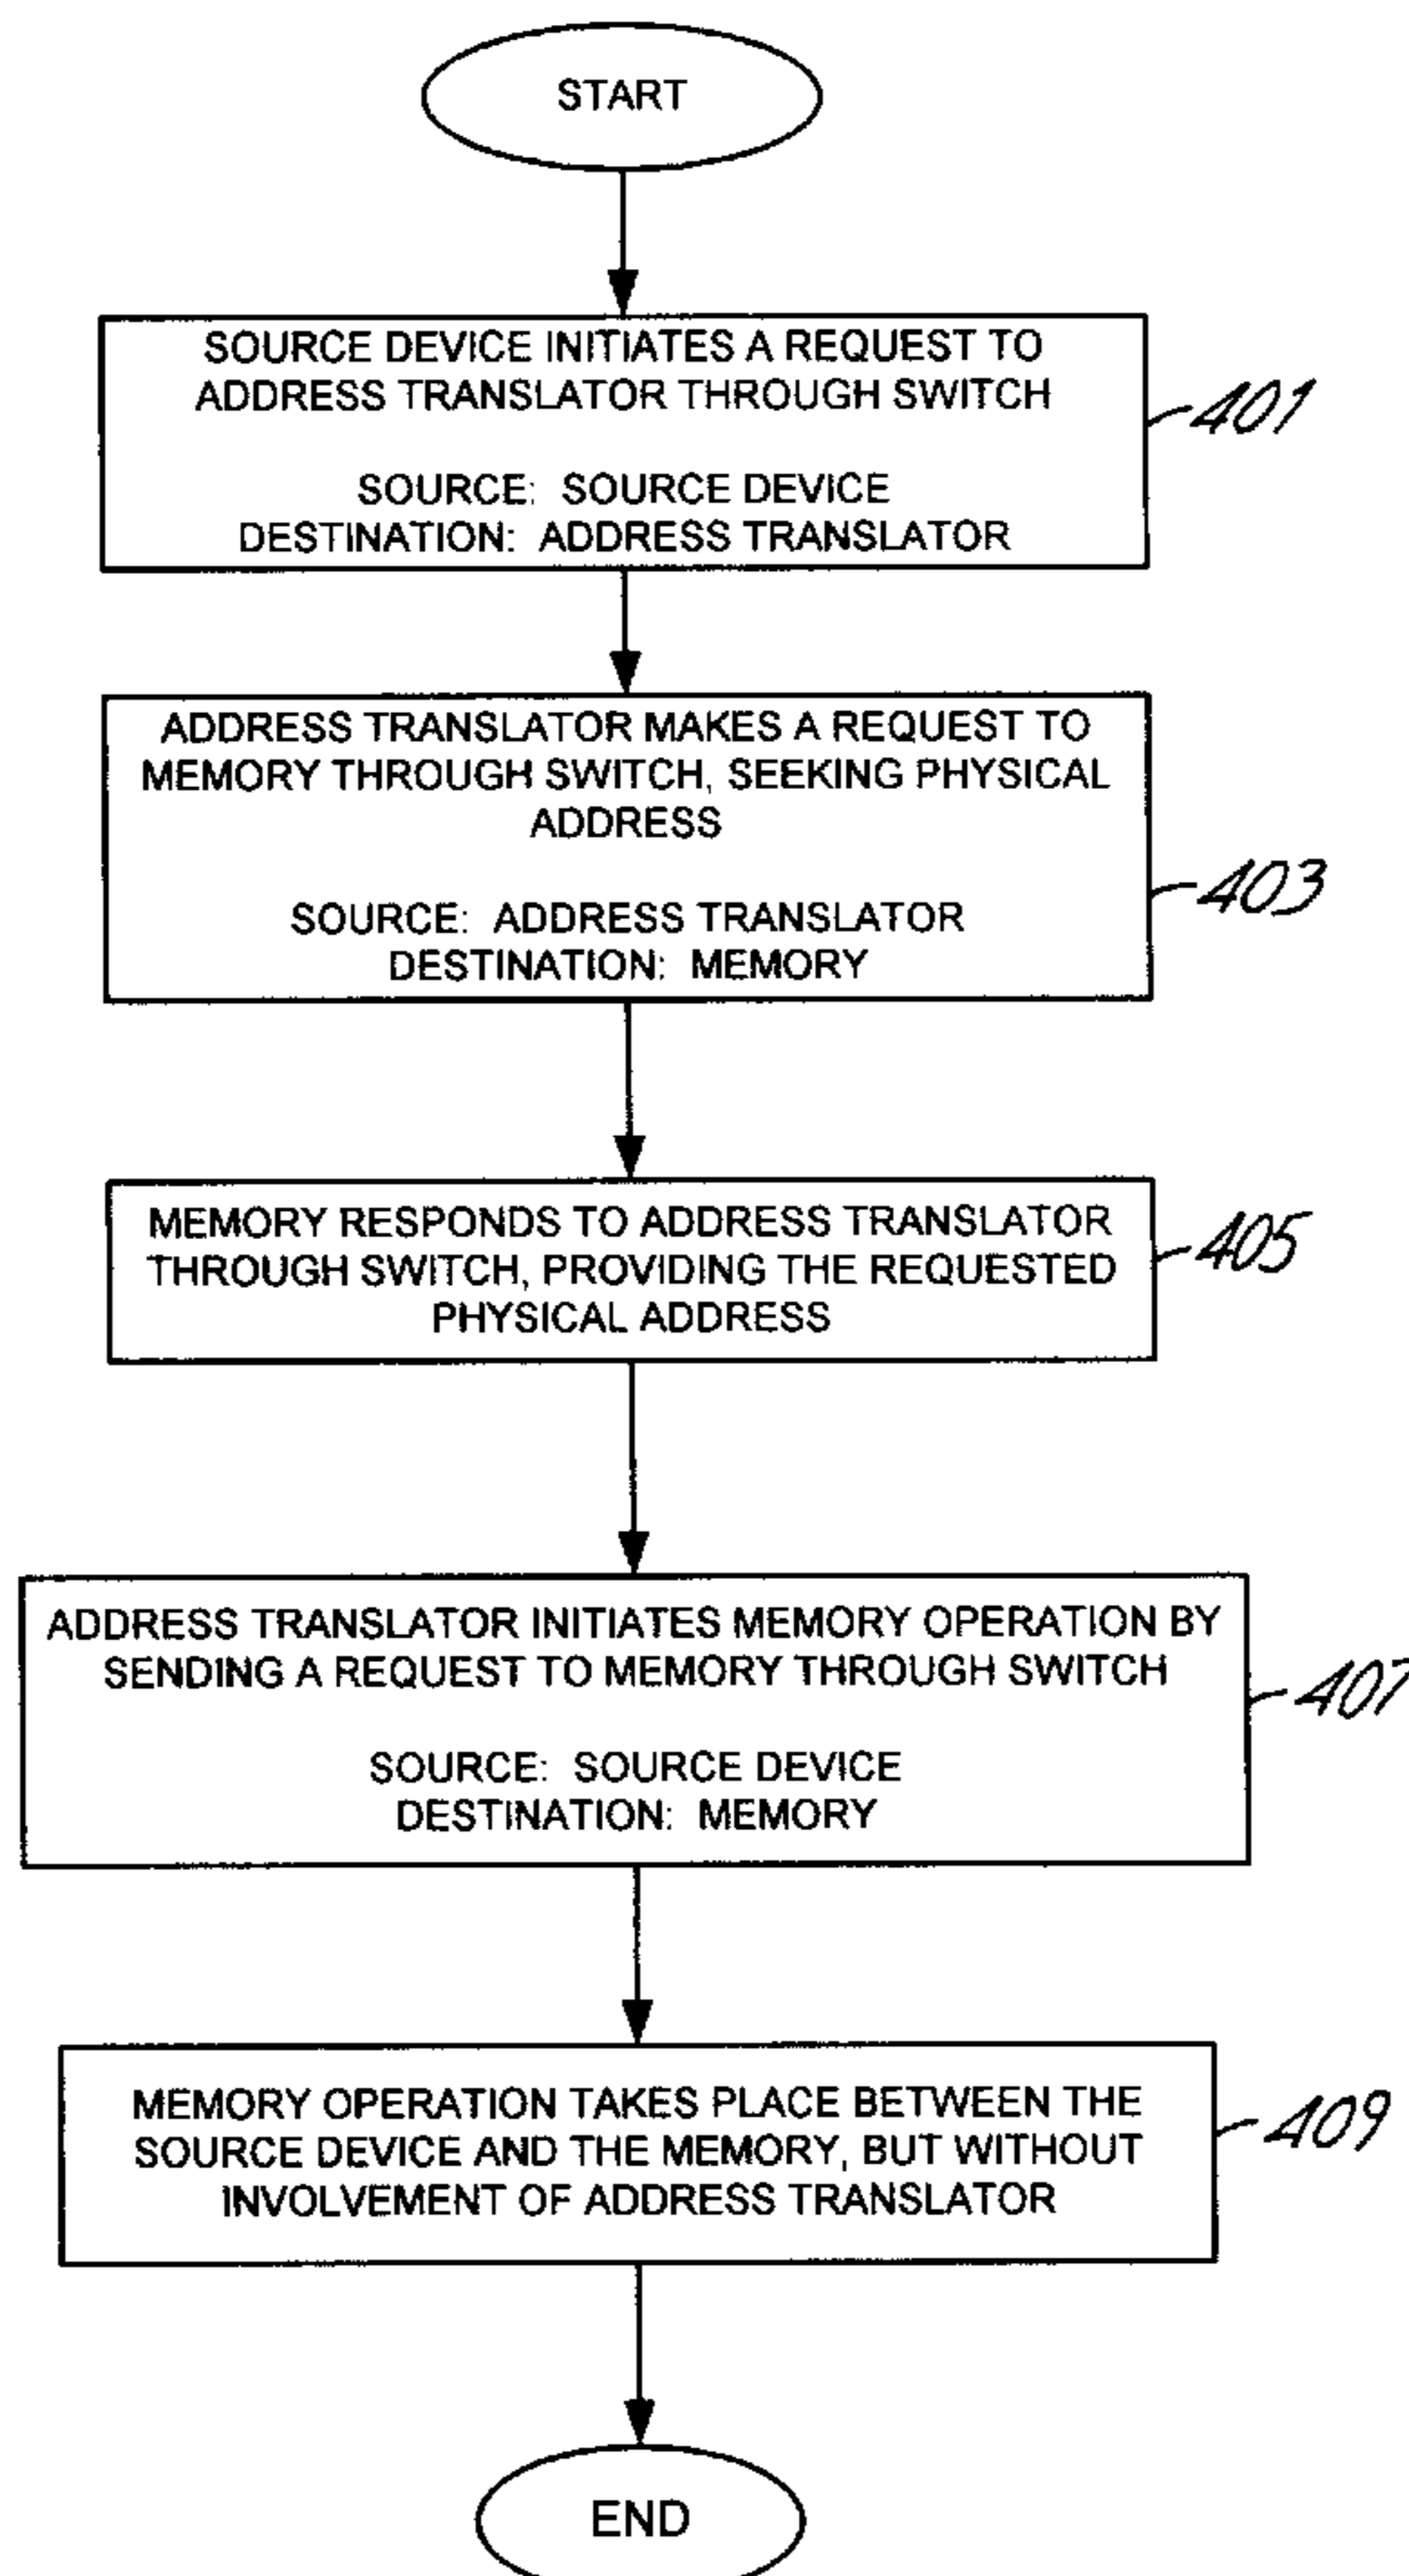 START
SOURCE DEVICE INITIATES A REQUEST TO
ADDRESS TRANSLATOR THROUGH SWITCH
SOURCE: SOURCE DEVICE
DESTINATION: ADDRESS TRANSLATOR
401
ADDRESS TRANSLATOR MAKES A REQUEST TO
MEMORY THROUGH SWITCH, SEEKING PHYSICAL
ADDRESS
SOURCE: ADDRESS TRANSLATOR
DESTINATION: MEMORY
403
MEMORY RESPONDS TO ADDRESS TRANSLATOR
THROUGH SWITCH, PROVIDING THE REQUESTED
PHYSICAL ADDRESS
405
ADDRESS TRANSLATOR INITIATES MEMORY OPERATION BY
SENDING A REQUEST TO MEMORY THROUGH SWITCH
SOURCE: SOURCE DEVICE
DESTINATION: MEMORY
407
MEMORY OPERATION TAKES PLACE BETWEEN THE
SOURCE DEVICE AND THE MEMORY, BUT WITHOUT
INVOLVEMENT OF ADDRESS TRANSLATOR
409
END